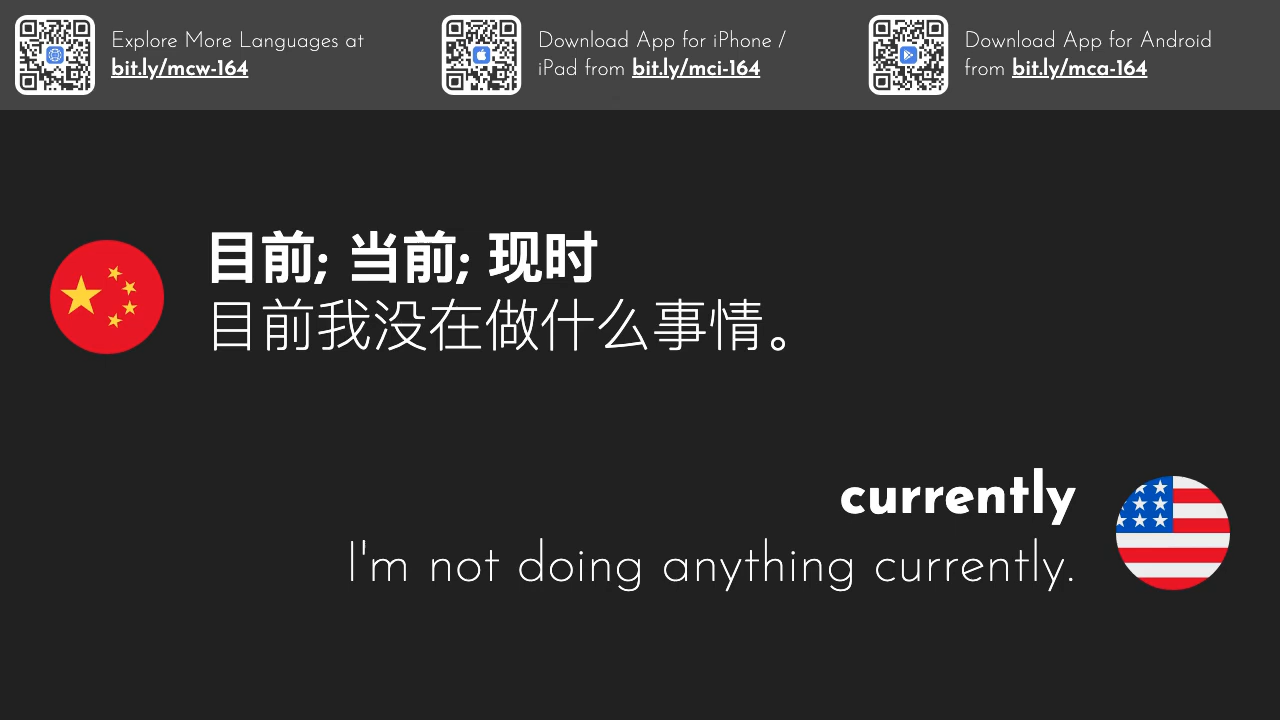 Explore More Languages at
bit.ly/mcw-164
Download App for iPhone /
iPad from bit.ly/mci-164
Download App for Android
from bit.ly/mca-164
目前; 当前; 现时
目前我没在做什么事情。
currently
I'm not doing anything currently.